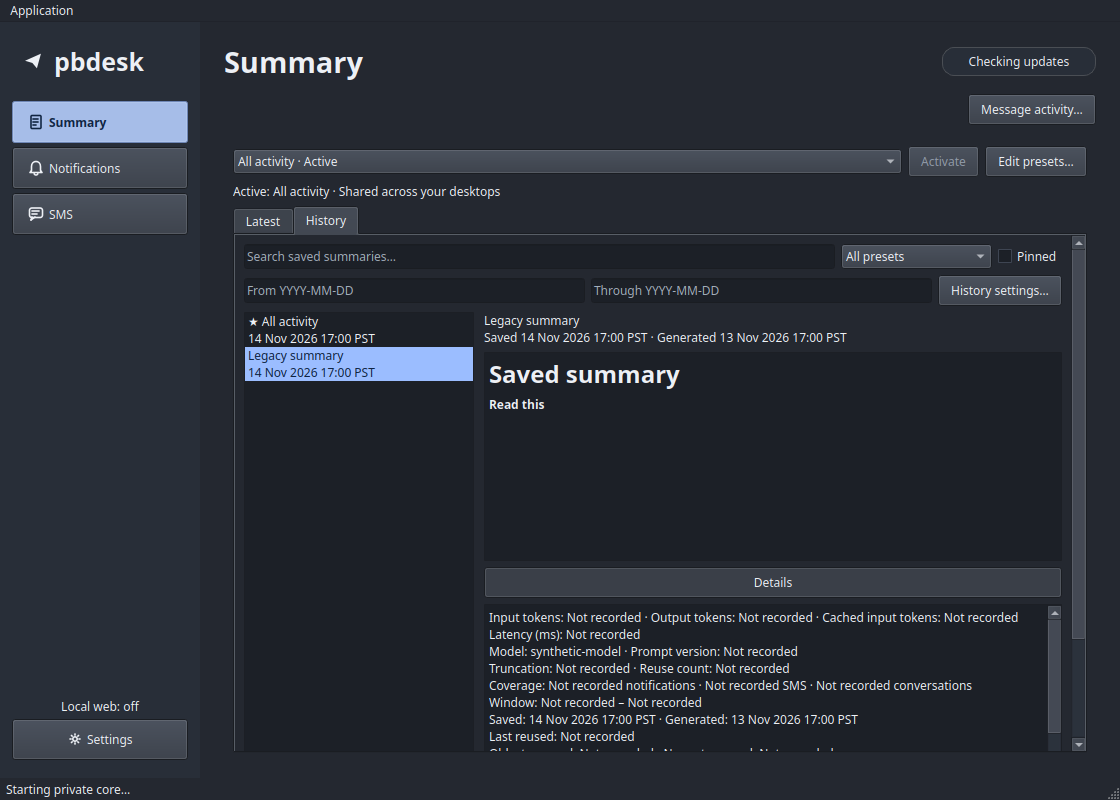 Application
pbdesk
Summary
Notifications
SMS
Local web: off
Settings
Starting private core...
Summary
Checking updates
Message activity...
All activity · Active
Activate
Edit presets...
Active: All activity · Shared across your desktops
Latest
History
Search saved summaries...
All presets
Pinned
From YYYY-MM-DD
Through YYYY-MM-DD
History settings...
★ All activity
14 Nov 2026 17:00 PST
Legacy summary
14 Nov 2026 17:00 PST
Legacy summary
Saved 14 Nov 2026 17:00 PST · Generated 13 Nov 2026 17:00 PST
Saved summary
Read this
Details
Input tokens: Not recorded · Output tokens: Not recorded · Cached input tokens: Not recorded
Latency (ms): Not recorded
Model: synthetic-model · Prompt version: Not recorded
Truncation: Not recorded · Reuse count: Not recorded
Coverage: Not recorded notifications · Not recorded SMS · Not recorded conversations
Window: Not recorded – Not recorded
Saved: 14 Nov 2026 17:00 PST · Generated: 13 Nov 2026 17:00 PST
Last reused: Not recorded